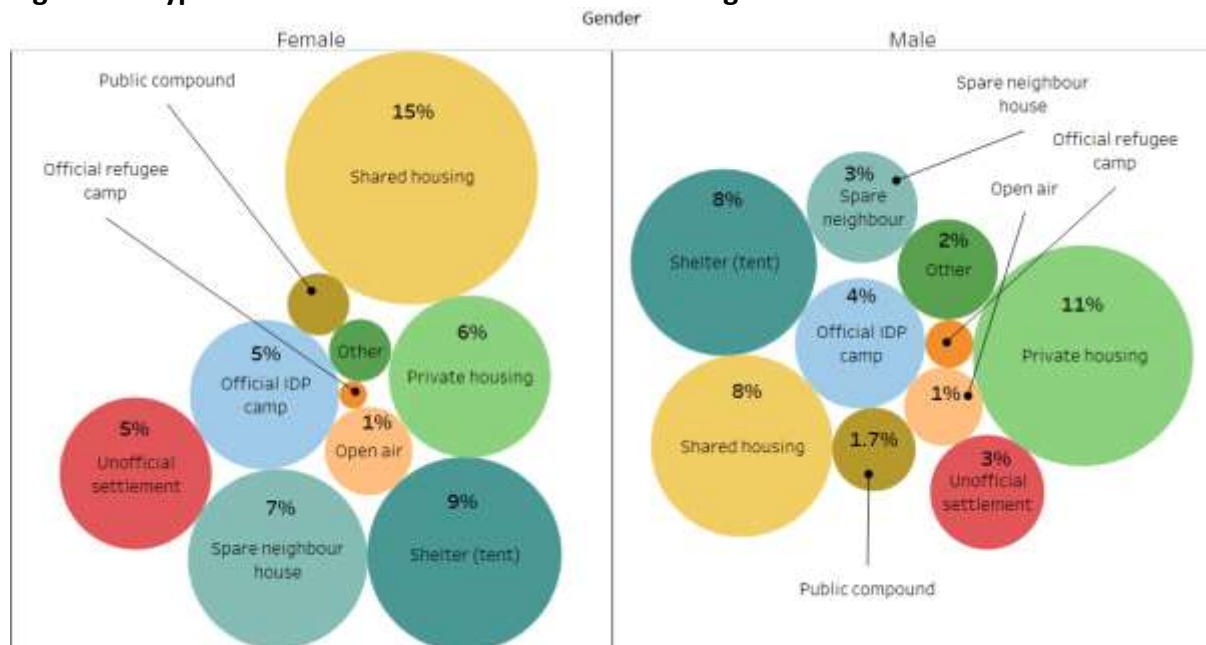 Gender
Female
Male
Public compound
Official refugee
camp
15%
Shared housing
Other
5%
Official IDP
camp
6%
Private housing
5%
Unofficial
settlement
1%
Open air
7%
Spare neighbour
house
9%
Shelter (tent)
Spare neighbour
house
Official refugee
camp
Open air
8%
Shelter (tent)
3%
Spare
neighbour
2%
Other
4%
Official IDP
camp
11%
Private housing
8%
Shared housing
1%
1.7%
3%
Unofficial
settlement
Public compound